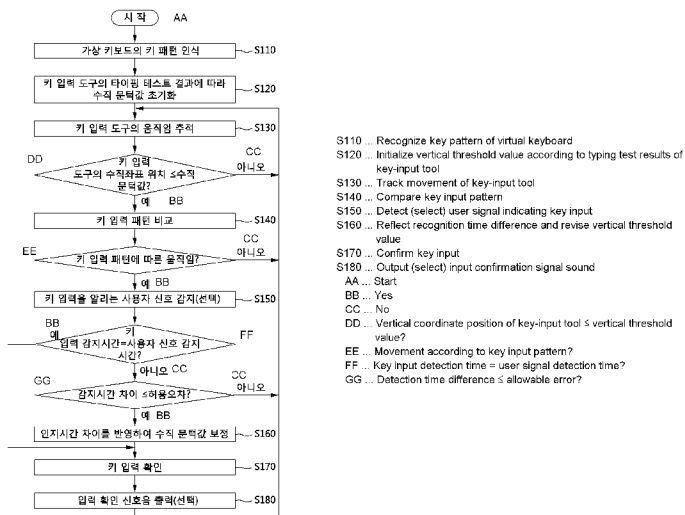 시 작 AA
가상 키보드의 키 패턴 인식 S110
키 입력 도구의 타이핑 테스트 결과에 따라
수직 문턱값 초기화 S120
키 입력 도구의 움직임 추적 S130
DD 키 입력 CC
도구의 수직좌표 위치 ≤수직 아니오
문턱값?
예 BB
키 입력 패턴 비교 S140
CC
EE 키 입력 패턴에 따른 움직임? 아니오
예 BB
키 입력을 알리는 사용자 신호 감지(선택) S150
BB 키 FF
예 입력 감지시간=사용자 신호 감지
시간?
아니오 CC CC
GG 감지시간 차이 ≤허용오차? 아니오
예 BB
인지시간 차이를 반영하여 수직 문턱값 보정 S160
키 입력 확인 S170
입력 확인 신호음 출력(선택) S180
S110 ... Recognize key pattern of virtual keyboard
S120 ... Initialize vertical threshold value according to typing test results of
key-input tool
S130 ... Track movement of key-input tool
S140 ... Compare key input pattern
S150 ... Detect (select) user signal indicating key input
S160 ... Reflect recognition time difference and revise vertical threshold
value
S170 ... Confirm key input
S180 ... Output (select) input confirmation signal sound
AA ... Start
BB ... Yes
CC ... No
DD ... Vertical coordinate position of key-input tool ≤ vertical threshold
value?
EE ... Movement according to key input pattern?
FF ... Key input detection time = user signal detection time?
GG ... Detection time difference ≤ allowable error?